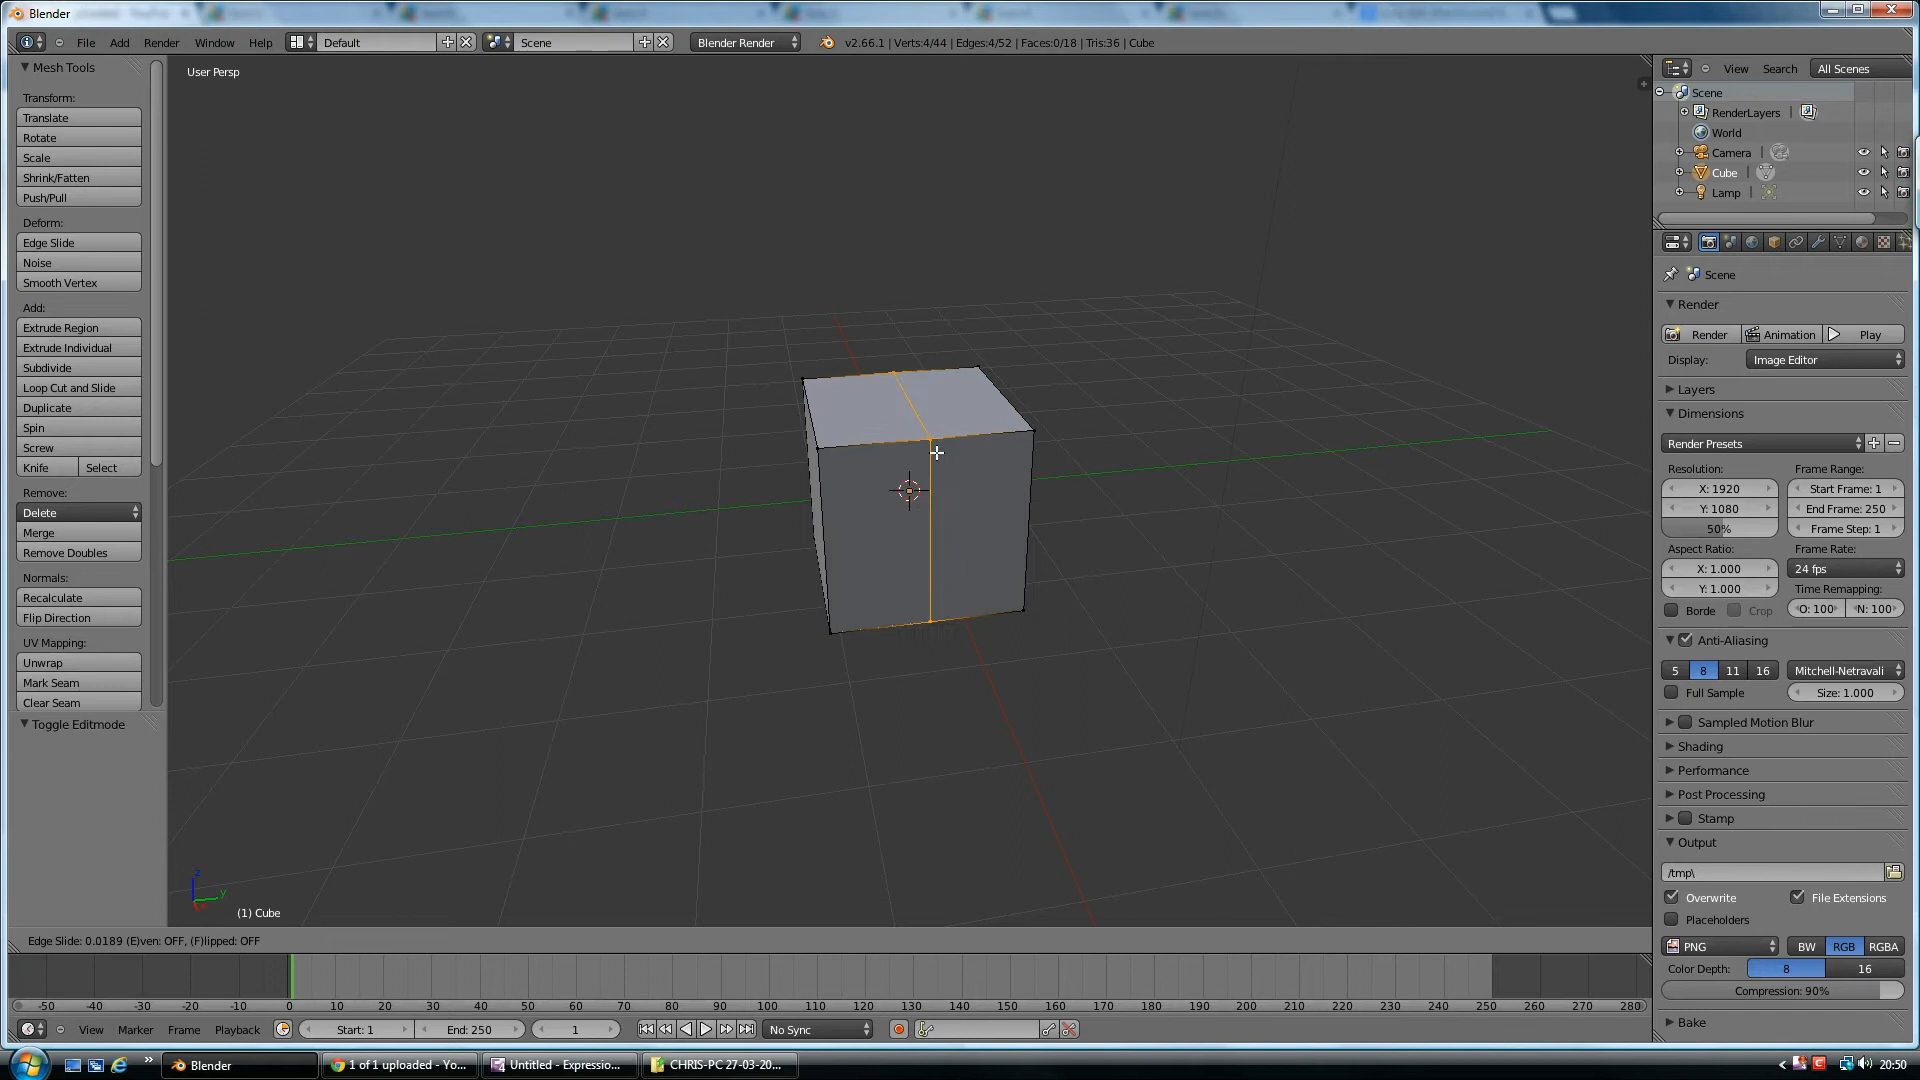 Blender
File Add Render Window Help Default Scene Blender Render v2.66.1 | Verts:4/44 | Edges:4/52 | Faces:0/18 | Tris:36 | Cube
Mesh Tools
Transform:
Translate
Rotate
Scale
Shrink/Fatten
Push/Pull
Deform:
Edge Slide
Noise
Smooth Vertex
Add:
Extrude Region
Extrude Individual
Subdivide
Loop Cut and Slide
Duplicate
Spin
Screw
Knife Select
Remove:
Delete
Merge
Remove Doubles
Normals:
Recalculate
Flip Direction
UV Mapping:
Unwrap
Mark Seam
Clear Seam
Toggle Editmode
User Persp
z
y
x
(1) Cube
Edge Slide: 0.0189 (E)ven: OFF, (F)lipped: OFF
View Search All Scenes
Scene
RenderLayers |
World
Camera |
Cube |
Lamp |
Scene
Render
Render Animation Play
Display: Image Editor
Layers
Dimensions
Render Presets
Resolution: Frame Range:
X: 1920 Start Frame: 1
Y: 1080 End Frame: 250
50% Frame Step: 1
Aspect Ratio: Frame Rate:
X: 1.000 24 fps
Y: 1.000 Time Remapping:
Borde Crop O: 100 N: 100
Anti-Aliasing
5 8 11 16 Mitchell-Netravali
Full Sample Size: 1.000
Sampled Motion Blur
Shading
Performance
Post Processing
Stamp
Output
/tmp\
Overwrite File Extensions
Placeholders
PNG BW RGB RGBA
Color Depth: 8 16
Compression: 90%
Bake
-50 -40 -30 -20 -10 0 10 20 30 40 50 60 70 80 90 100 110 120 130 140 150 160 170 180 190 200 210 220 230 240 250 260 270 280
View Marker Frame Playback Start: 1 End: 250 1 No Sync
» Blender 1 of 1 uploaded - Yo... Untitled - Expressio... CHRIS-PC 27-03-20... 20:50